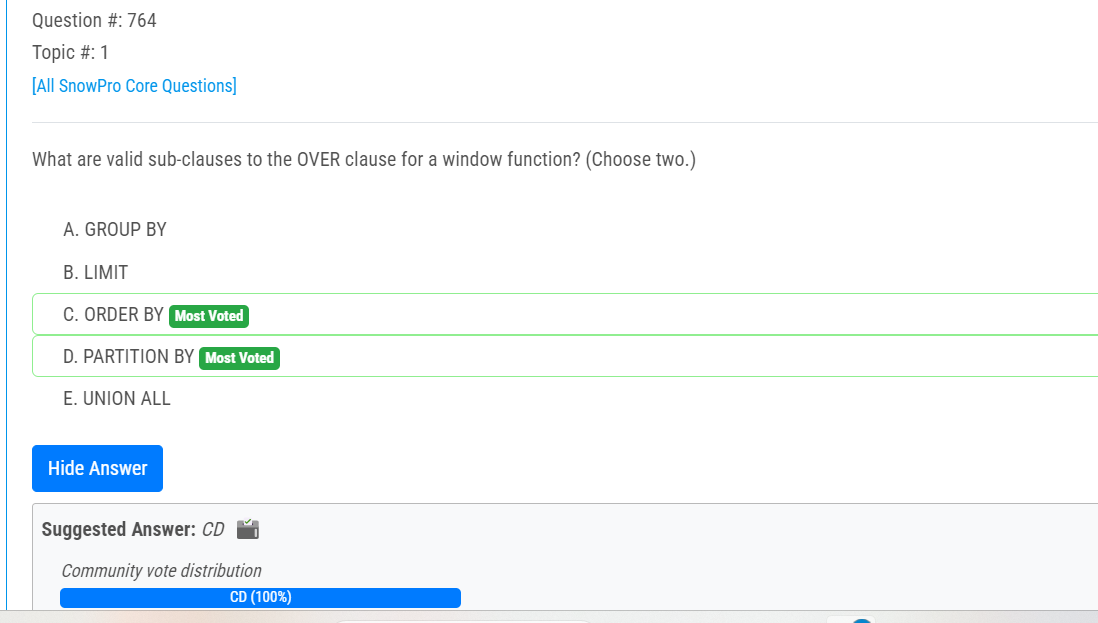 Question #: 764
Topic #: 1
[All SnowPro Core Questions]
What are valid sub-clauses to the OVER clause for a window function? (Choose two.)
A. GROUP BY
B. LIMIT
C. ORDER BY Most Voted
D. PARTITION BY Most Voted
E. UNION ALL
Hide Answer
Suggested Answer: CD
Community vote distribution
CD (100%)